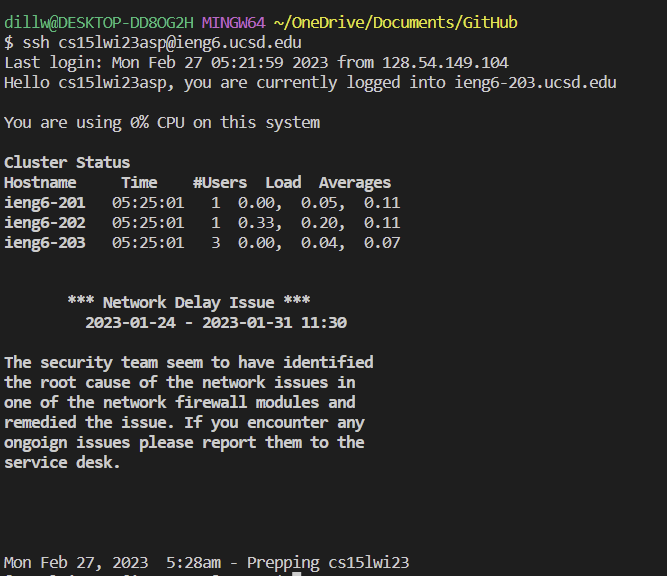 dillw@DESKTOP-DD8OG2H MINGW64 ~/OneDrive/Documents/GitHub
$ ssh cs15lwi23asp@ieng6.ucsd.edu
Last login: Mon Feb 27 05:21:59 2023 from 128.54.149.104
Hello cs15lwi23asp, you are currently logged into ieng6-203.ucsd.edu
You are using 0% CPU on this system
Cluster Status
Hostname     Time    #Users  Load  Averages
ieng6-201   05:25:01   1  0.00,  0.05,  0.11
ieng6-202   05:25:01   1  0.33,  0.20,  0.11
ieng6-203   05:25:01   3  0.00,  0.04,  0.07
*** Network Delay Issue ***
2023-01-24 - 2023-01-31 11:30
The security team seem to have identified
the root cause of the network issues in
one of the network firewall modules and
remedied the issue. If you encounter any
ongoign issues please report them to the
service desk.
Mon Feb 27, 2023  5:28am - Prepping cs15lwi23